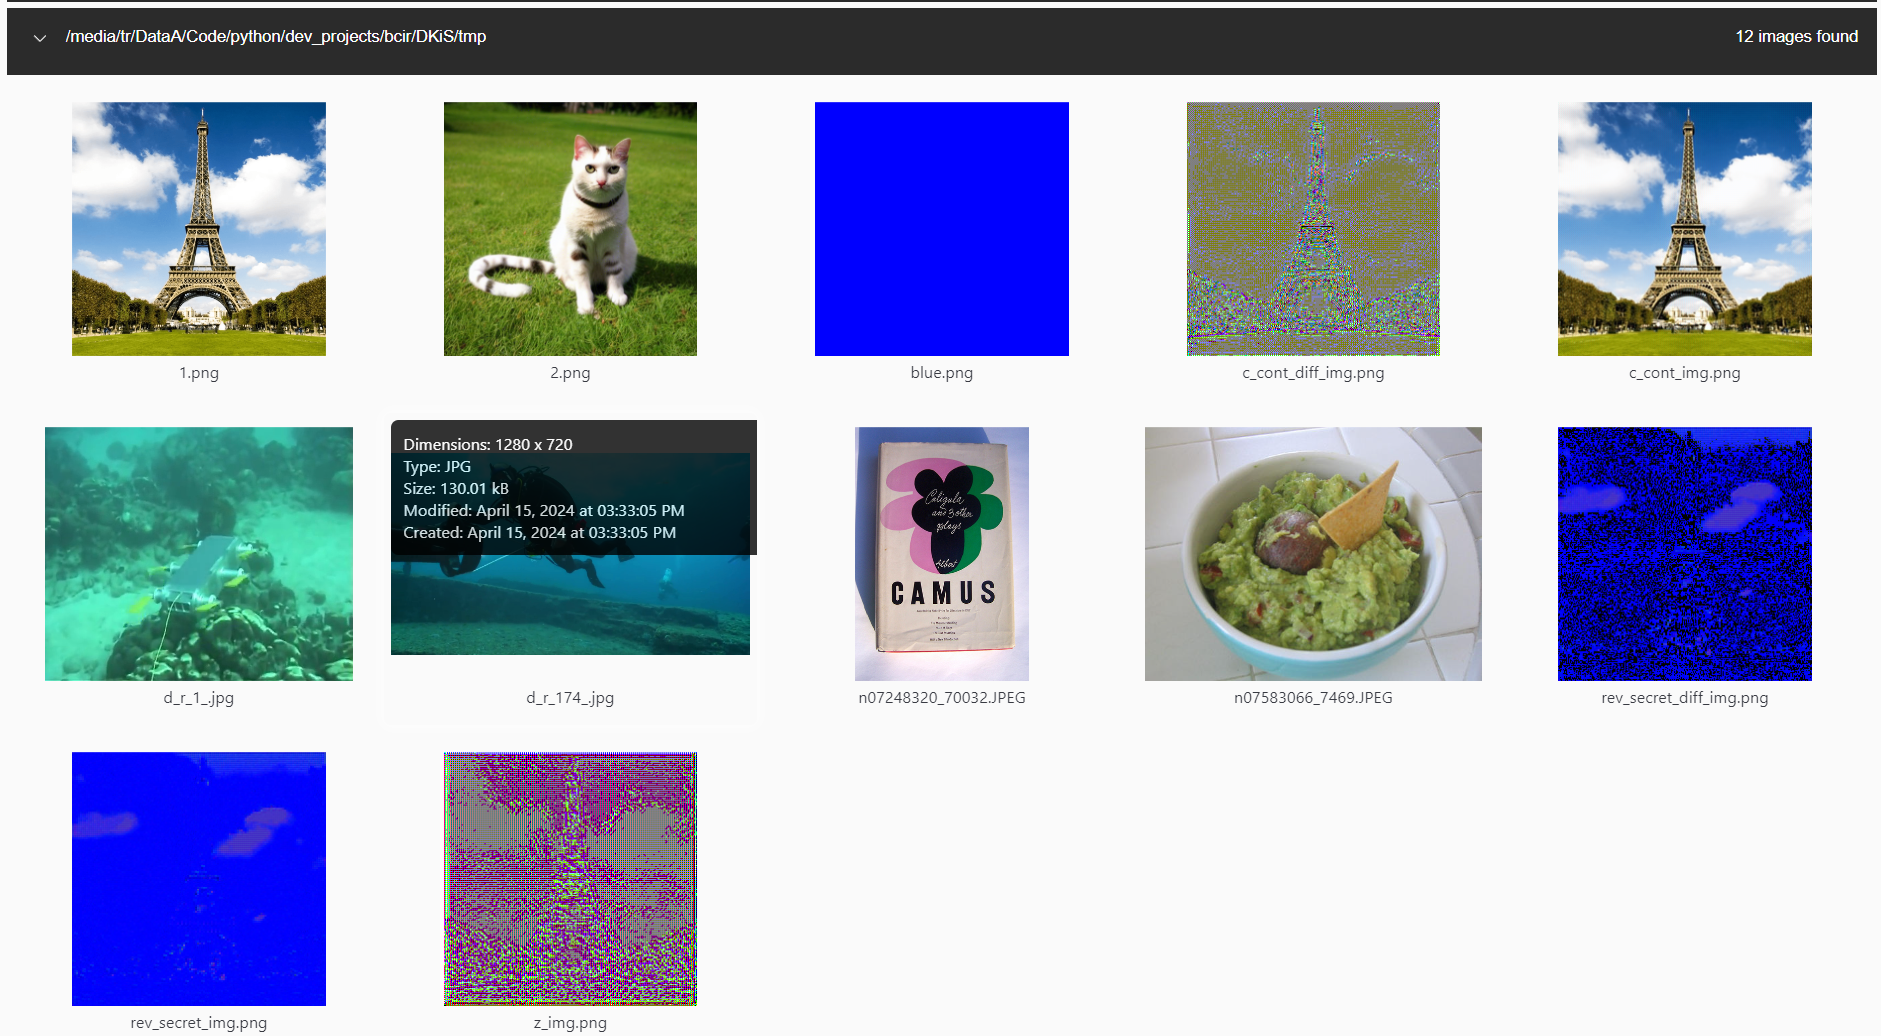 /media/tr/DataA/Code/python/dev_projects/bcir/DKiS/tmp
12 images found
1.png
2.png
blue.png
c_cont_diff_img.png
c_cont_img.png
Dimensions: 1280 x 720
Type: JPG
Size: 130.01 kB
Modified: April 15, 2024 at 03:33:05 PM
Created: April 15, 2024 at 03:33:05 PM
Caligula
and 3 other
plays
Albert
CAMUS
d_r_1_.jpg
d_r_174_.jpg
n07248320_70032.JPEG
n07583066_7469.JPEG
rev_secret_diff_img.png
rev_secret_img.png
z_img.png